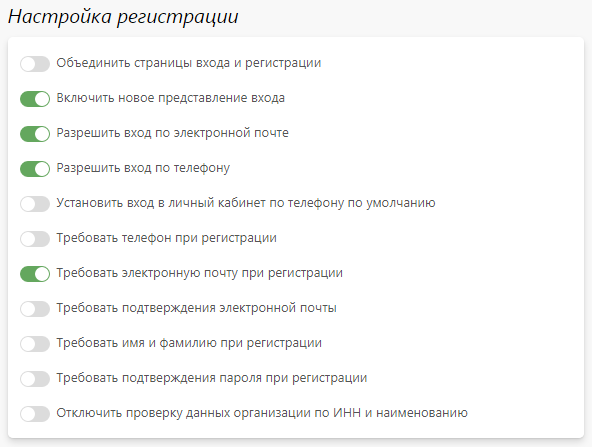 Настройка регистрации
Объединить страницы входа и регистрации
Включить новое представление входа
Разрешить вход по электронной почте
Разрешить вход по телефону
Установить вход в личный кабинет по телефону по умолчанию
Требовать телефон при регистрации
Требовать электронную почту при регистрации
Требовать подтверждения электронной почты
Требовать имя и фамилию при регистрации
Требовать подтверждения пароля при регистрации
Отключить проверку данных организации по ИНН и наименованию